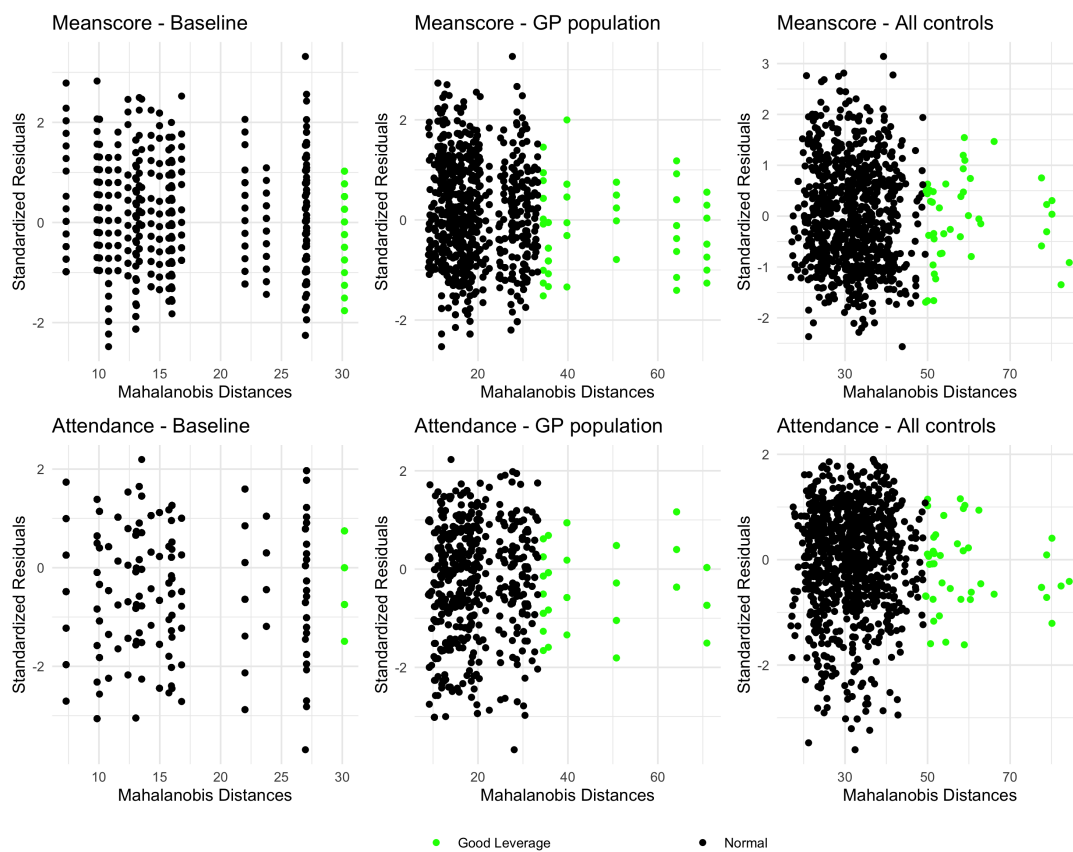 Meanscore - Baseline
Meanscore - GP population
Meanscore - All controls
Standardized Residuals
2
0
-2
10 15 20 25 30
Mahalanobis Distances
Standardized Residuals
2
0
-2
20 40 60
Mahalanobis Distances
Standardized Residuals
3
2
1
0
-1
-2
30 50 70
Mahalanobis Distances
Attendance - Baseline
Attendance - GP population
Attendance - All controls
Standardized Residuals
2
0
-2
10 15 20 25 30
Mahalanobis Distances
Standardized Residuals
2
0
-2
20 40 60
Mahalanobis Distances
Standardized Residuals
2
0
-2
30 50 70
Mahalanobis Distances
Good Leverage
Normal